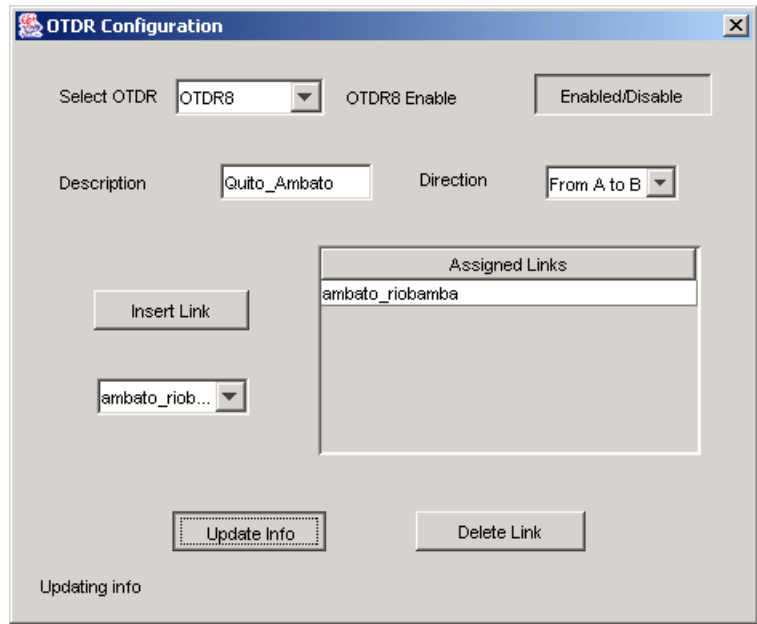 OTDR Configuration
Select OTDR OTDR8 OTDR8 Enable Enabled/Disable
Description Quito_Ambato Direction From A to B
Assigned Links
ambato_riobamba
Insert Link
ambato_riob...
Update Info Delete Link
Updating info